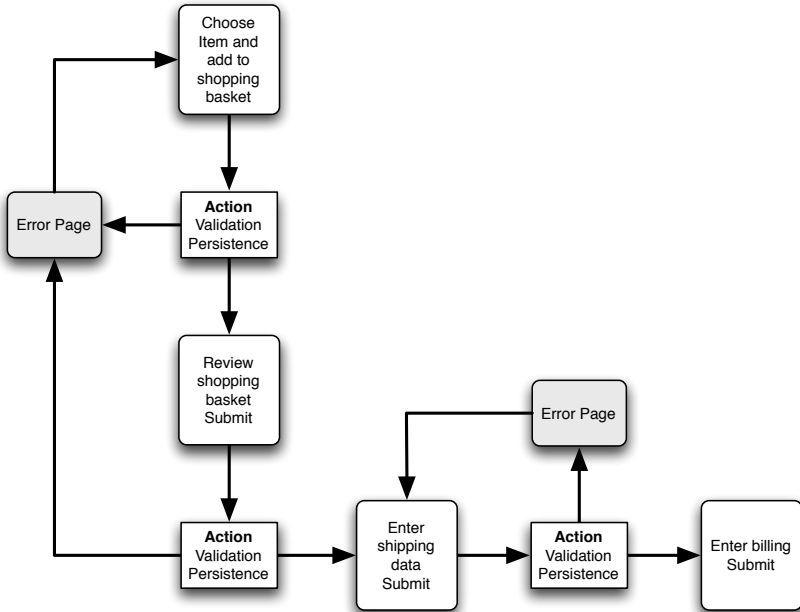 Choose
Item and
add to
shopping
basket
Error Page
Action
Validation
Persistence
Review
shopping
basket
Submit
Error Page
Action
Validation
Persistence
Enter
shipping
data
Submit
Action
Validation
Persistence
Enter billing
Submit